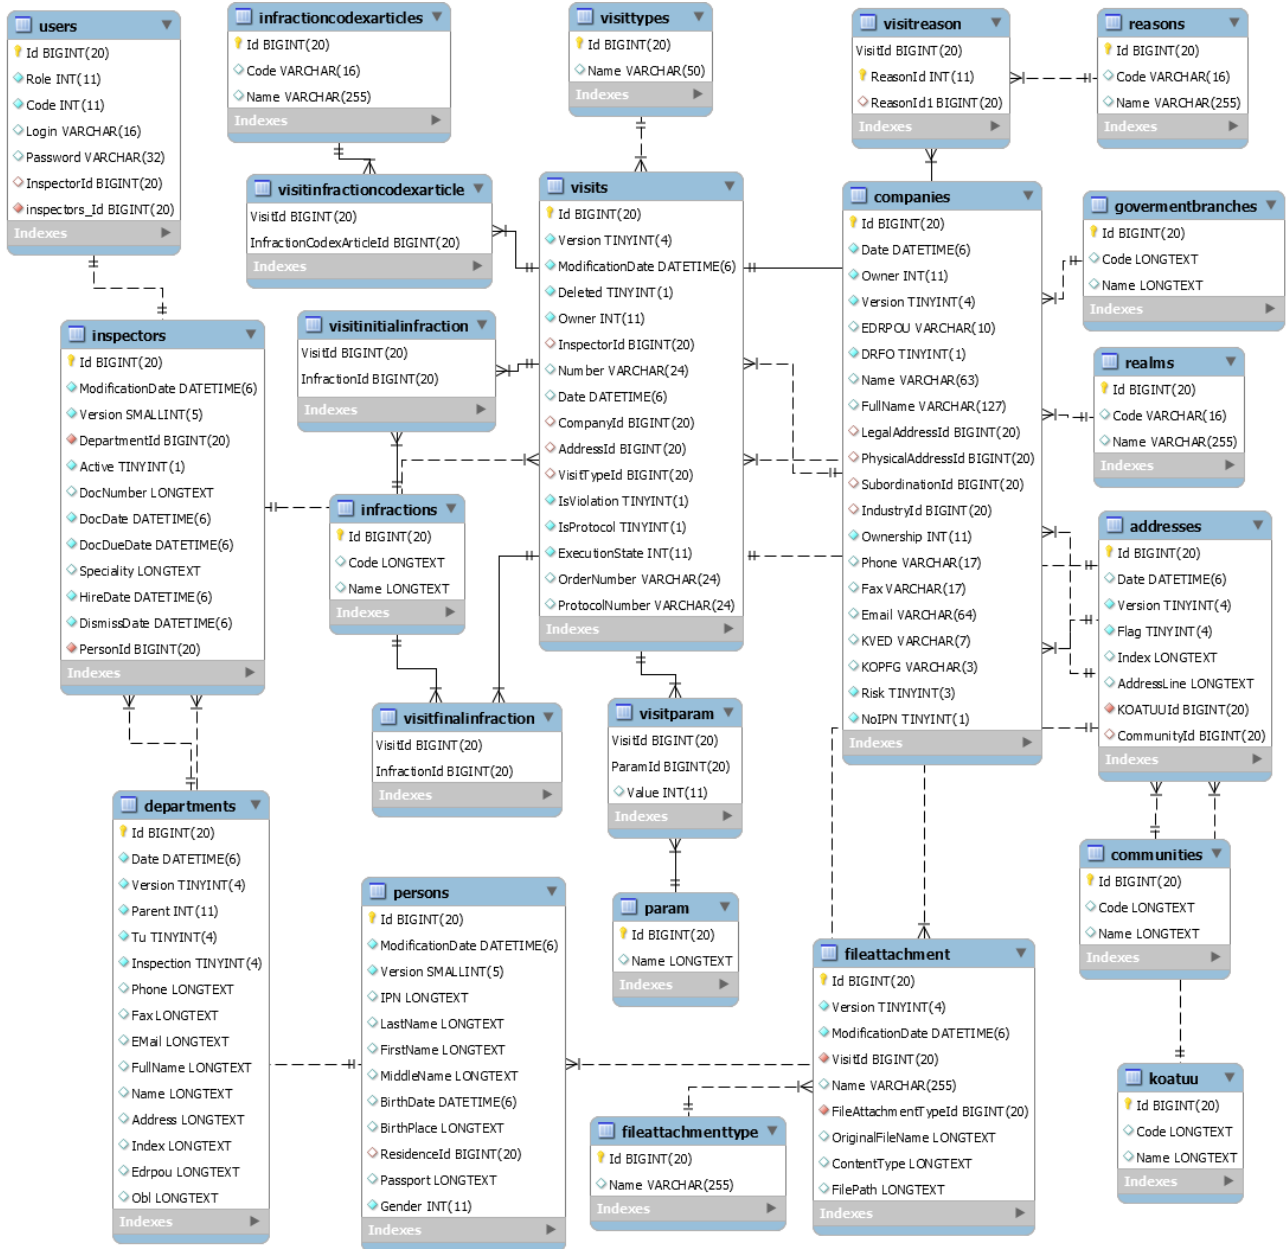 users
Id BIGINT(20)
Role INT(11)
Code INT(11)
Login VARCHAR(16)
Password VARCHAR(32)
InspectorId BIGINT(20)
inspectors_Id BIGINT(20)
Indexes
infractioncodexarticles
Id BIGINT(20)
Code VARCHAR(16)
Name VARCHAR(255)
Indexes
visittypes
Id BIGINT(20)
Name VARCHAR(50)
Indexes
visitreason
VisitId BIGINT(20)
ReasonId INT(11)
ReasonId1 BIGINT(20)
Indexes
reasons
Id BIGINT(20)
Code VARCHAR(16)
Name VARCHAR(255)
Indexes
visitinfractioncodexarticle
VisitId BIGINT(20)
InfractionCodexArticleId BIGINT(20)
Indexes
visits
Id BIGINT(20)
Version TINYINT(4)
ModificationDate DATETIME(6)
Deleted TINYINT(1)
Owner INT(11)
InspectorId BIGINT(20)
Number VARCHAR(24)
Date DATETIME(6)
CompanyId BIGINT(20)
AddressId BIGINT(20)
VisitTypeId BIGINT(20)
IsViolation TINYINT(1)
IsProtocol TINYINT(1)
ExecutionState INT(11)
OrderNumber VARCHAR(24)
ProtocolNumber VARCHAR(24)
Indexes
companies
Id BIGINT(20)
Date DATETIME(6)
Owner INT(11)
Version TINYINT(4)
EDRPOU VARCHAR(10)
DRFO TINYINT(1)
Name VARCHAR(63)
FullName VARCHAR(127)
LegalAddressId BIGINT(20)
PhysicalAddressId BIGINT(20)
SubordinationId BIGINT(20)
IndustryId BIGINT(20)
Ownership INT(11)
Phone VARCHAR(17)
Fax VARCHAR(17)
Email VARCHAR(64)
KVED VARCHAR(7)
KOPFG VARCHAR(3)
Risk TINYINT(3)
NoIPN TINYINT(1)
Indexes
govermentbranches
Id BIGINT(20)
Code LONGTEXT
Name LONGTEXT
Indexes
inspectors
Id BIGINT(20)
ModificationDate DATETIME(6)
Version SMALLINT(5)
DepartmentId BIGINT(20)
Active TINYINT(1)
DocNumber LONGTEXT
DocDate DATETIME(6)
DocDueDate DATETIME(6)
Speciality LONGTEXT
HireDate DATETIME(6)
DismissDate DATETIME(6)
PersonId BIGINT(20)
Indexes
visitinitialinfraction
VisitId BIGINT(20)
InfractionId BIGINT(20)
Indexes
realms
Id BIGINT(20)
Code VARCHAR(16)
Name VARCHAR(255)
Indexes
infractions
Id BIGINT(20)
Code LONGTEXT
Name LONGTEXT
Indexes
addresses
Id BIGINT(20)
Date DATETIME(6)
Version TINYINT(4)
Flag TINYINT(4)
Index LONGTEXT
AddressLine LONGTEXT
KOATUUId BIGINT(20)
CommunityId BIGINT(20)
Indexes
visitfinalinfraction
VisitId BIGINT(20)
InfractionId BIGINT(20)
Indexes
visitparam
VisitId BIGINT(20)
ParamId BIGINT(20)
Value INT(11)
Indexes
departments
Id BIGINT(20)
Date DATETIME(6)
Version TINYINT(4)
Parent INT(11)
Tu TINYINT(4)
Inspection TINYINT(4)
Phone LONGTEXT
Fax LONGTEXT
EMail LONGTEXT
FullName LONGTEXT
Name LONGTEXT
Address LONGTEXT
Index LONGTEXT
Edrpou LONGTEXT
Obl LONGTEXT
Indexes
persons
Id BIGINT(20)
ModificationDate DATETIME(6)
Version SMALLINT(5)
IPN LONGTEXT
LastName LONGTEXT
FirstName LONGTEXT
MiddleName LONGTEXT
BirthDate DATETIME(6)
BirthPlace LONGTEXT
ResidenceId BIGINT(20)
Passport LONGTEXT
Gender INT(11)
Indexes
param
Id BIGINT(20)
Name LONGTEXT
Indexes
communities
Id BIGINT(20)
Code LONGTEXT
Name LONGTEXT
Indexes
fileattachment
Id BIGINT(20)
Version TINYINT(4)
ModificationDate DATETIME(6)
VisitId BIGINT(20)
Name VARCHAR(255)
FileAttachmentTypeId BIGINT(20)
OriginalFileName LONGTEXT
ContentType LONGTEXT
FilePath LONGTEXT
Indexes
fileattachmenttype
Id BIGINT(20)
Name VARCHAR(255)
Indexes
koatuu
Id BIGINT(20)
Code LONGTEXT
Name LONGTEXT
Indexes